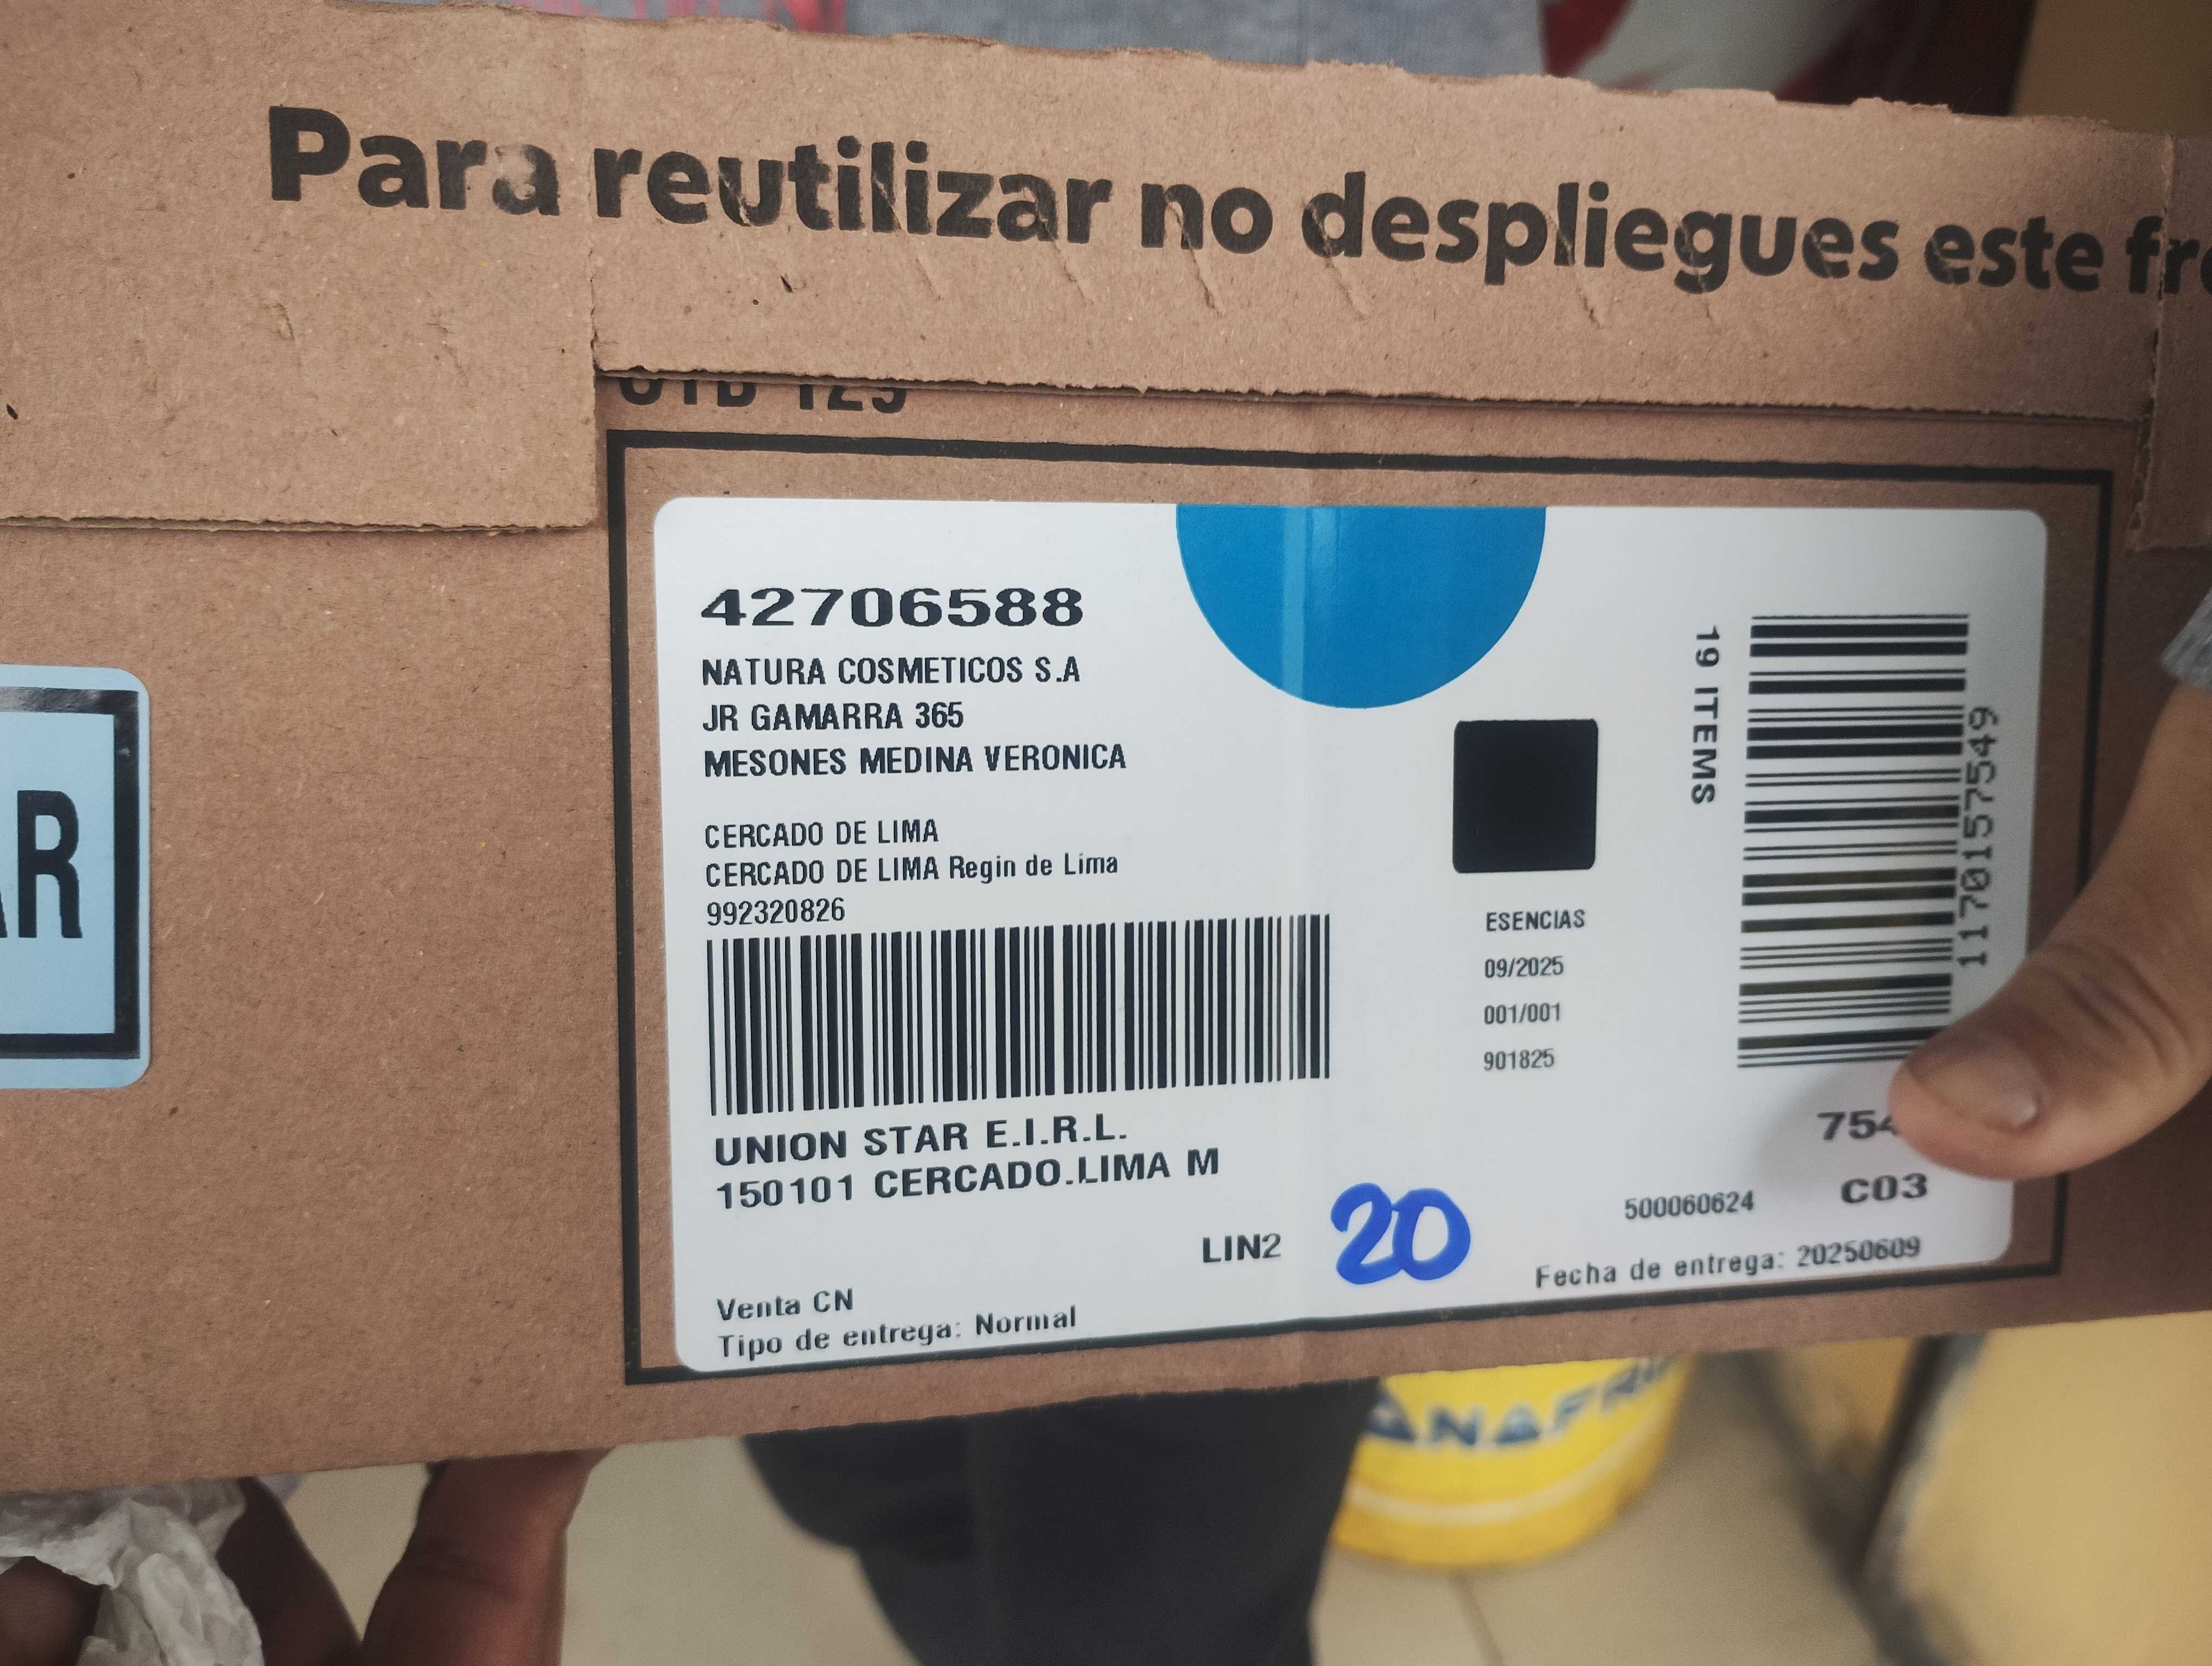 Para reutilizar no despliegues este
42706588
NATURA COSMETICOS S.A
JR GAMARRA 365
MESONES MEDINA VERONICA
CERCADO DE LIMA
CERCADO DE LIMA Regin de Lima
992320826
UNION STAR E.I.R.L.
150101 CERCADO.LIMA M
LIN2
20
Venta CN
Tipo de entrega: Normal
ESENCIAS
09/2025
001/001
901825
19 ITEMS
1170157549
C03
500060624
Fecha de entrega: 20250609